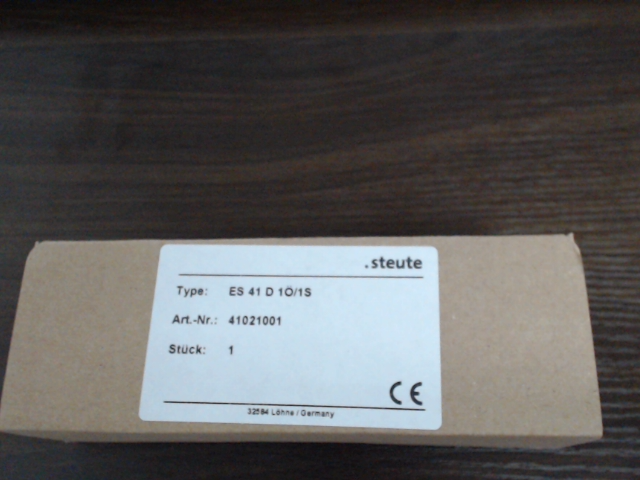 .steute
Type: ES 41 D 1Ö/1S
Art.-Nr.: 41021001
Stück: 1
CE
32584 Löhne / Germany